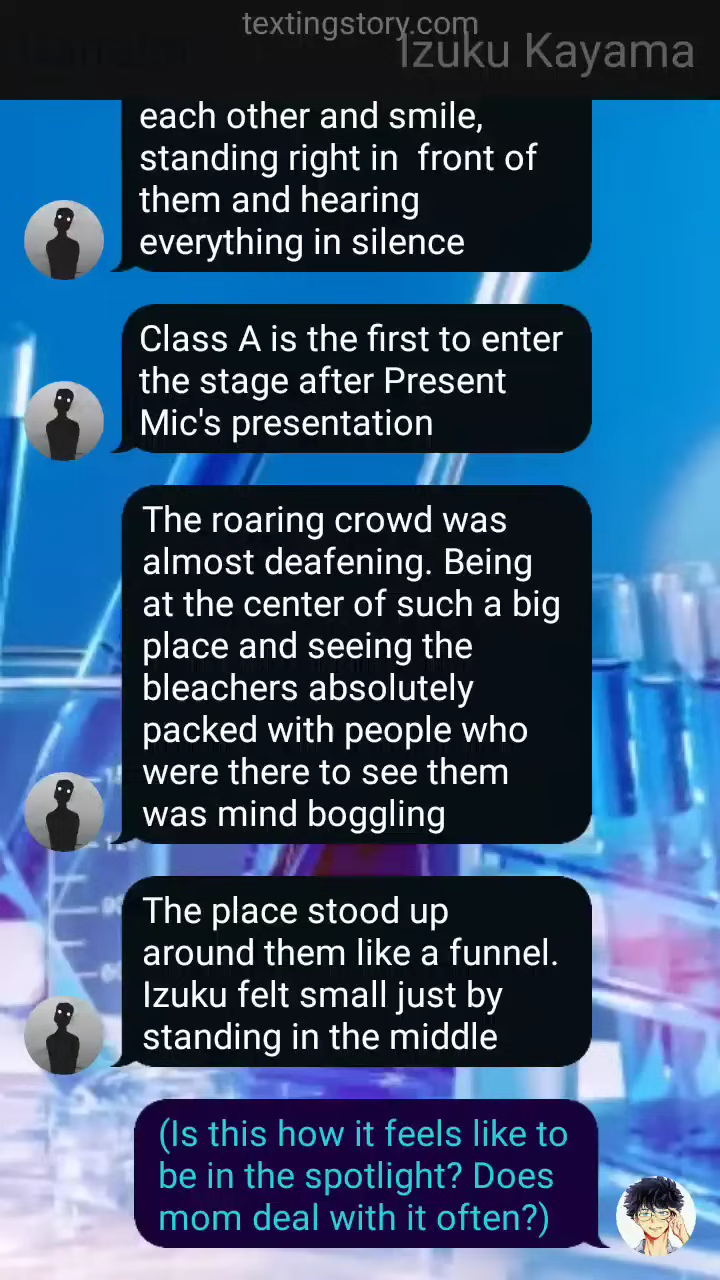 textingstory.com
Izuku Kayama
each other and smile,
standing right in  front of
them and hearing
everything in silence
Class A is the first to enter
the stage after Present
Mic's presentation
The roaring crowd was
almost deafening. Being
at the center of such a big
place and seeing the
bleachers absolutely
packed with people who
were there to see them
was mind boggling
The place stood up
around them like a funnel.
Izuku felt small just by
standing in the middle
(Is this how it feels like to
be in the spotlight? Does
mom deal with it often?)